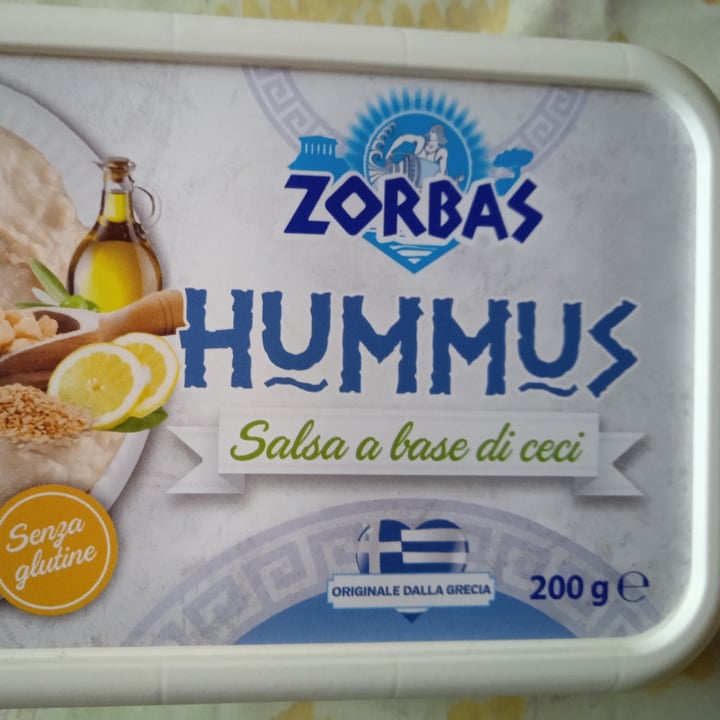 ZORBAS
HUMMUS
Salsa a base di ceci
Senza
glutine
ORIGINALE DALLA GRECIA
200 g ℮